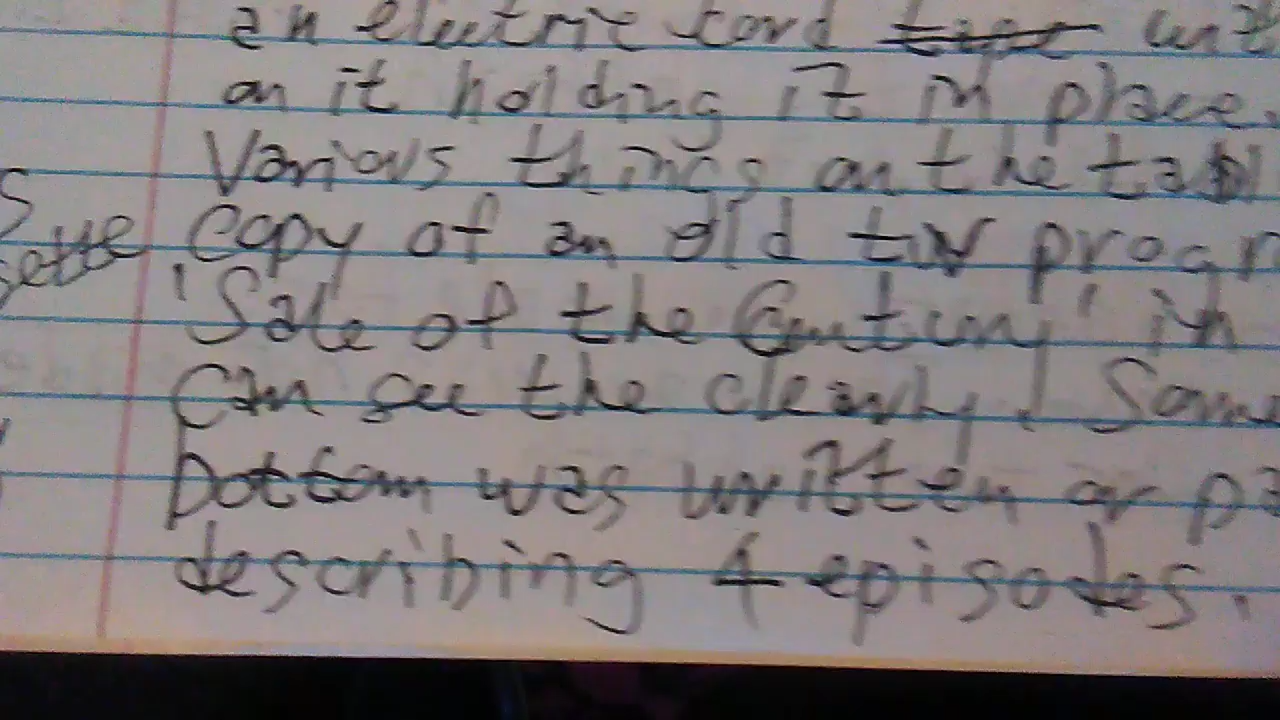 an electric cord
on it holding it in place.
Various things on the
Copy of an old tv
'Sale of the Century' in
can see the clearly! Some
bottom was written or
describing 4 episodes.